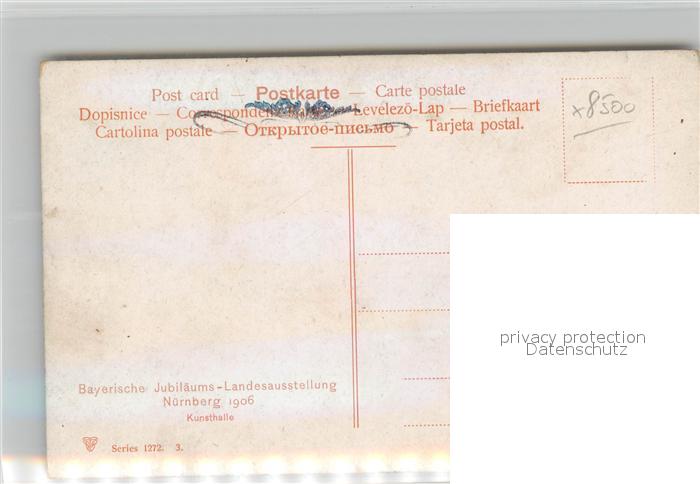 Post card — Postkarte — Carte postale
Dopisnice — Levelező-Lap — Briefkaart
Cartolina postale — Открытое-письмо — Tarjeta postal.
x8500
privacy protection
Datenschutz
Bayerische Jubiläums-Landesausstellung
Nürnberg 1906
Kunsthalle
Series 1272. 3.